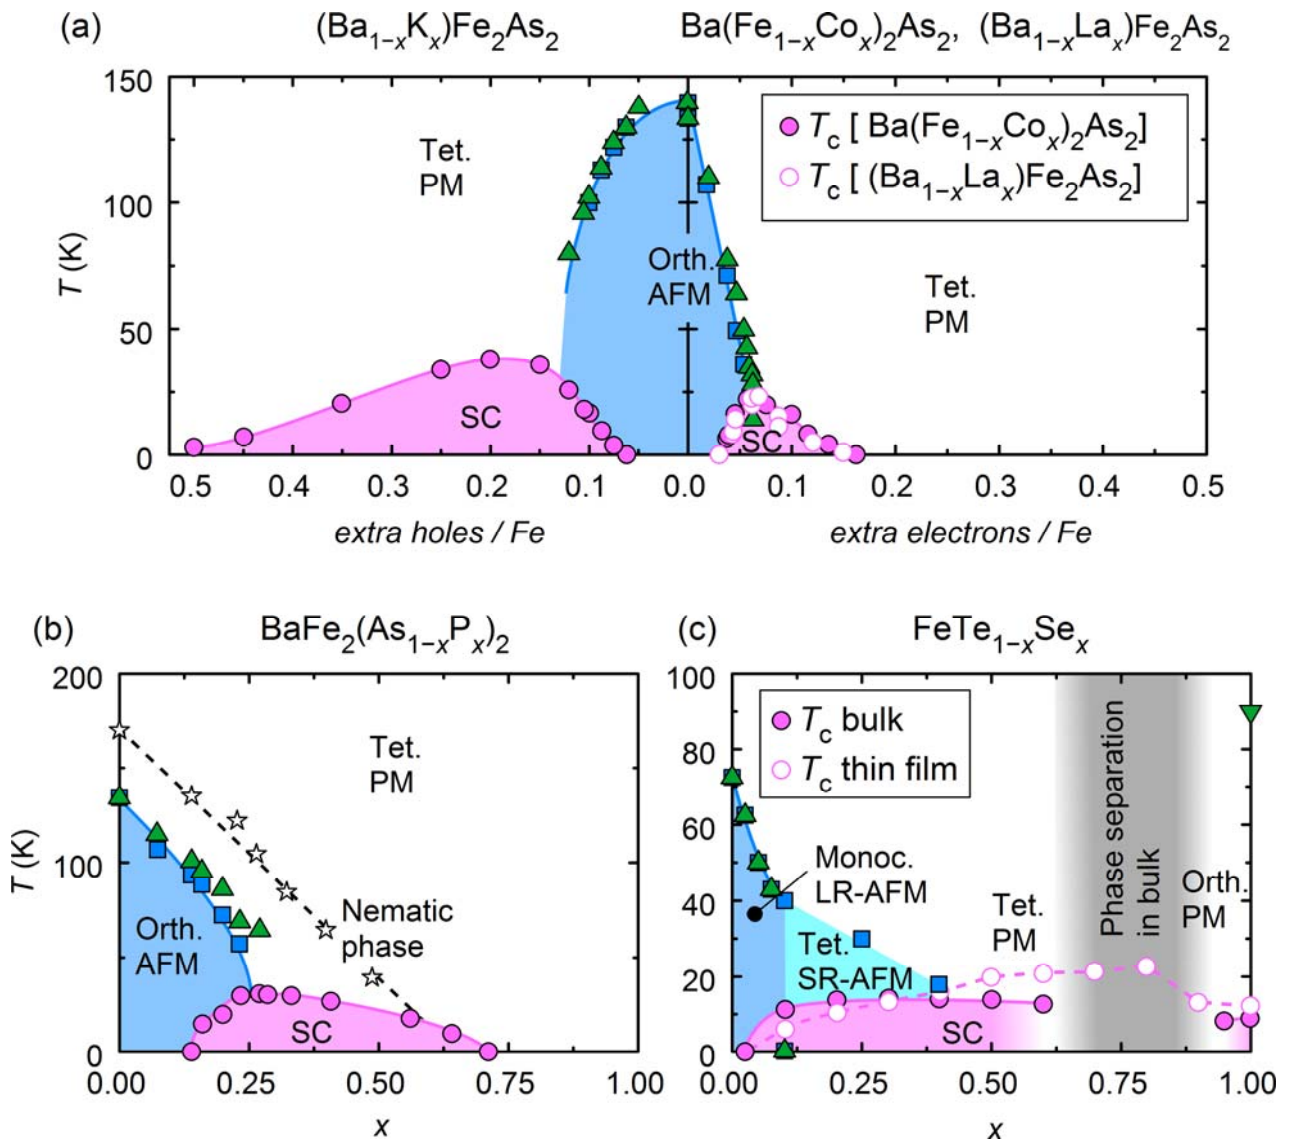 (a) (Ba₁₋ₓKₓ)Fe₂As₂ Ba(Fe₁₋ₓCoₓ)₂As₂, (Ba₁₋ₓLaₓ)Fe₂As₂
150
100
50
0
T (K)
Tet.
PM
Orth.
AFM
Tet.
PM
SC
SC
T_c [ Ba(Fe₁₋ₓCoₓ)₂As₂]
T_c [ (Ba₁₋ₓLaₓ)Fe₂As₂]
0.5 0.4 0.3 0.2 0.1 0.0 0.1 0.2 0.3 0.4 0.5
extra holes / Fe extra electrons / Fe
(b) BaFe₂(As₁₋ₓPₓ)₂
200
100
0
T (K)
Tet.
PM
Nematic
phase
Orth.
AFM
SC
0.00 0.25 0.50 0.75 1.00
x
(c) FeTe₁₋ₓSeₓ
100
80
60
40
20
0
T_c bulk
T_c thin film
Monoc.
LR-AFM
Tet.
SR-AFM
Tet.
PM
Phase separation
in bulk
Orth.
PM
SC
0.00 0.25 0.50 0.75 1.00
x